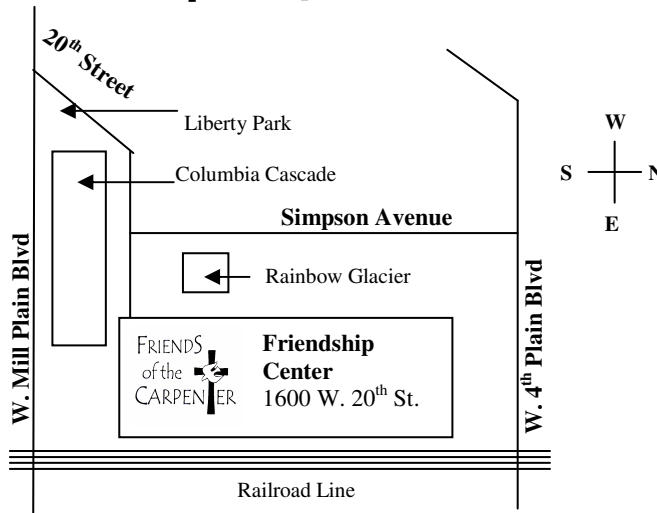 20th Street
Liberty Park
Columbia Cascade
W
S
N
E
Simpson Avenue
Rainbow Glacier
W. Mill Plain Blvd
W. 4th Plain Blvd
FRIENDS
of the
CARPENTER
Friendship
Center
1600 W. 20th St.
Railroad Line